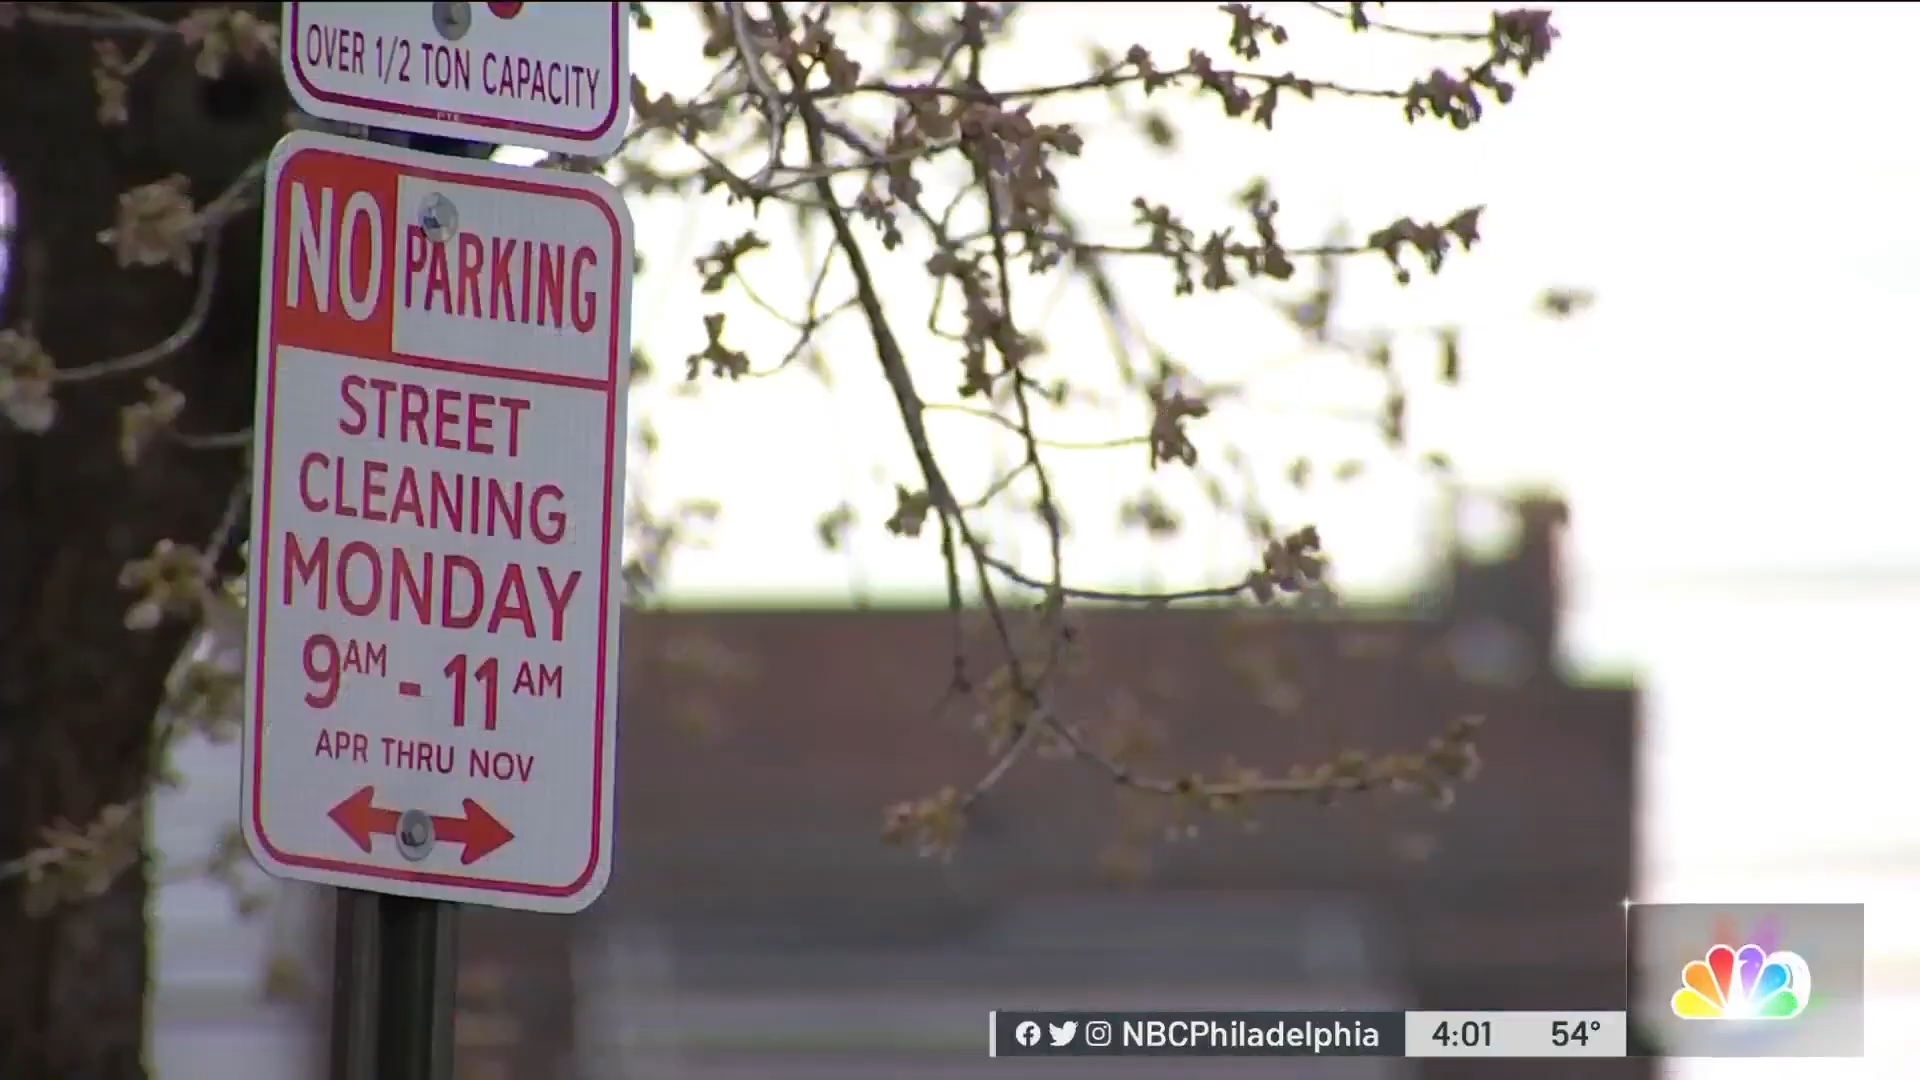 OVER 1/2 TON CAPACITY
NO PARKING
STREET
CLEANING
MONDAY
9AM - 11AM
APR THRU NOV
NBCPhiladelphia 4:01 54°